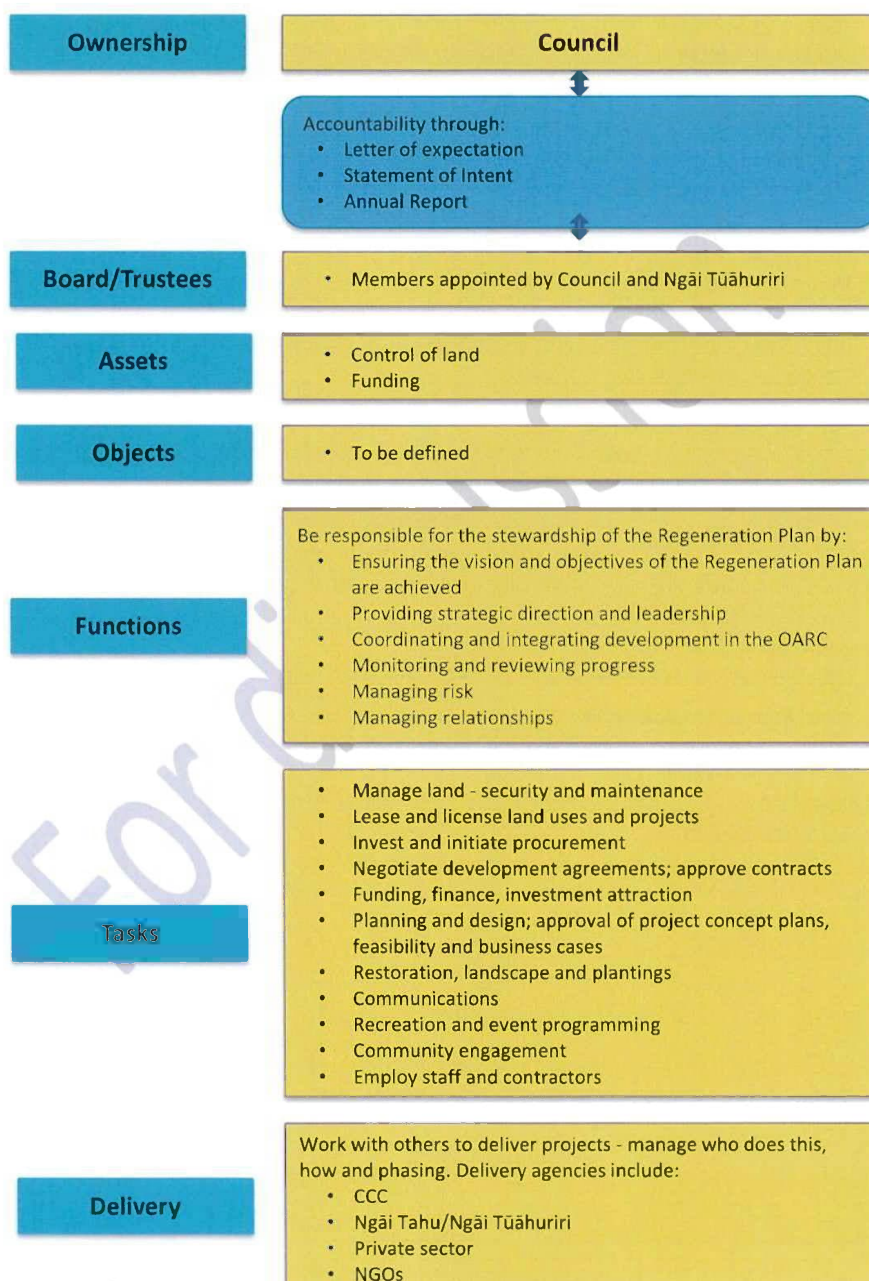 Ownership
Council
Accountability through:
• Letter of expectation
• Statement of Intent
• Annual Report
Board/Trustees
• Members appointed by Council and Ngāi Tūāhuriri
Assets
• Control of land
• Funding
Objects
• To be defined
Functions
Be responsible for the stewardship of the Regeneration Plan by:
• Ensuring the vision and objectives of the Regeneration Plan
are achieved
• Providing strategic direction and leadership
• Coordinating and integrating development in the OARC
• Monitoring and reviewing progress
• Managing risk
• Managing relationships
Tasks
• Manage land - security and maintenance
• Lease and license land uses and projects
• Invest and initiate procurement
• Negotiate development agreements; approve contracts
• Funding, finance, investment attraction
• Planning and design; approval of project concept plans,
feasibility and business cases
• Restoration, landscape and plantings
• Communications
• Recreation and event programming
• Community engagement
• Employ staff and contractors
Delivery
Work with others to deliver projects - manage who does this,
how and phasing. Delivery agencies include:
• CCC
• Ngāi Tahu/Ngāi Tūāhuriri
• Private sector
• NGOs
For discussion